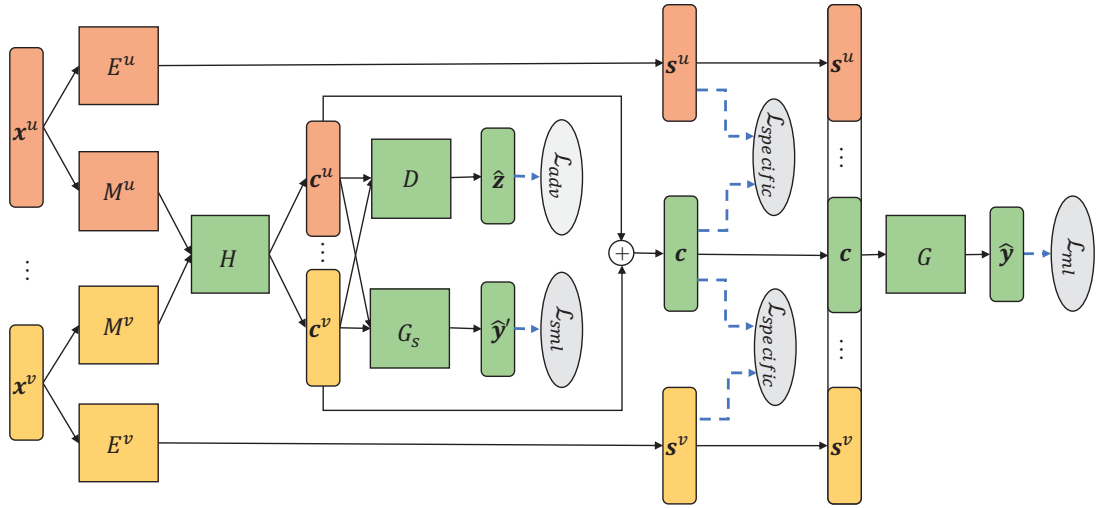 x^u
E^u
M^u
⋮
M^v
x^v
E^v
H
c^u
⋮
c^v
D
G_s
ẑ
ŷ′
ℒ_adv
ℒ_sml
+
s^u
c
s^v
ℒ_specific
ℒ_specific
s^u
⋮
c
⋮
s^v
G
ŷ
ℒ_ml